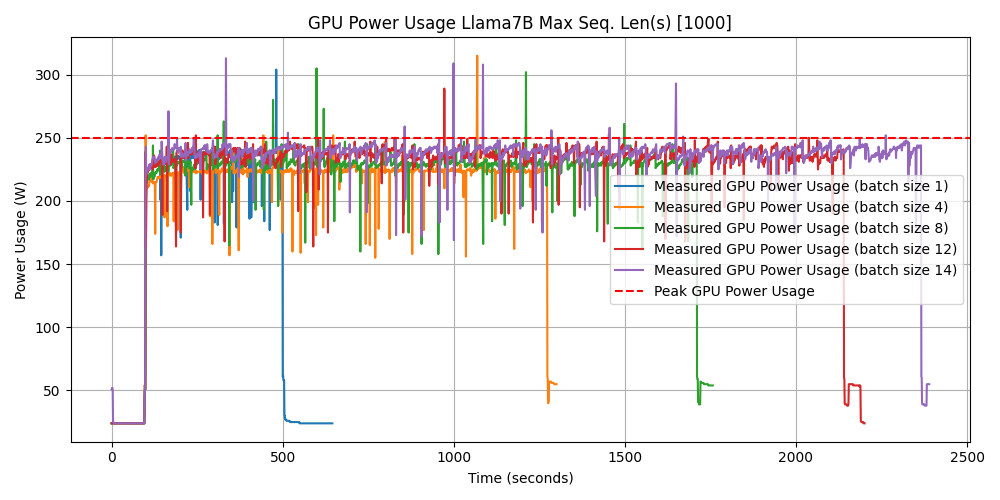 GPU Power Usage Llama7B Max Seq. Len(s) [1000]
Power Usage (W)
300
250
200
150
100
50
Measured GPU Power Usage (batch size 1)
Measured GPU Power Usage (batch size 4)
Measured GPU Power Usage (batch size 8)
Measured GPU Power Usage (batch size 12)
Measured GPU Power Usage (batch size 14)
Peak GPU Power Usage
0 500 1000 1500 2000 2500
Time (seconds)